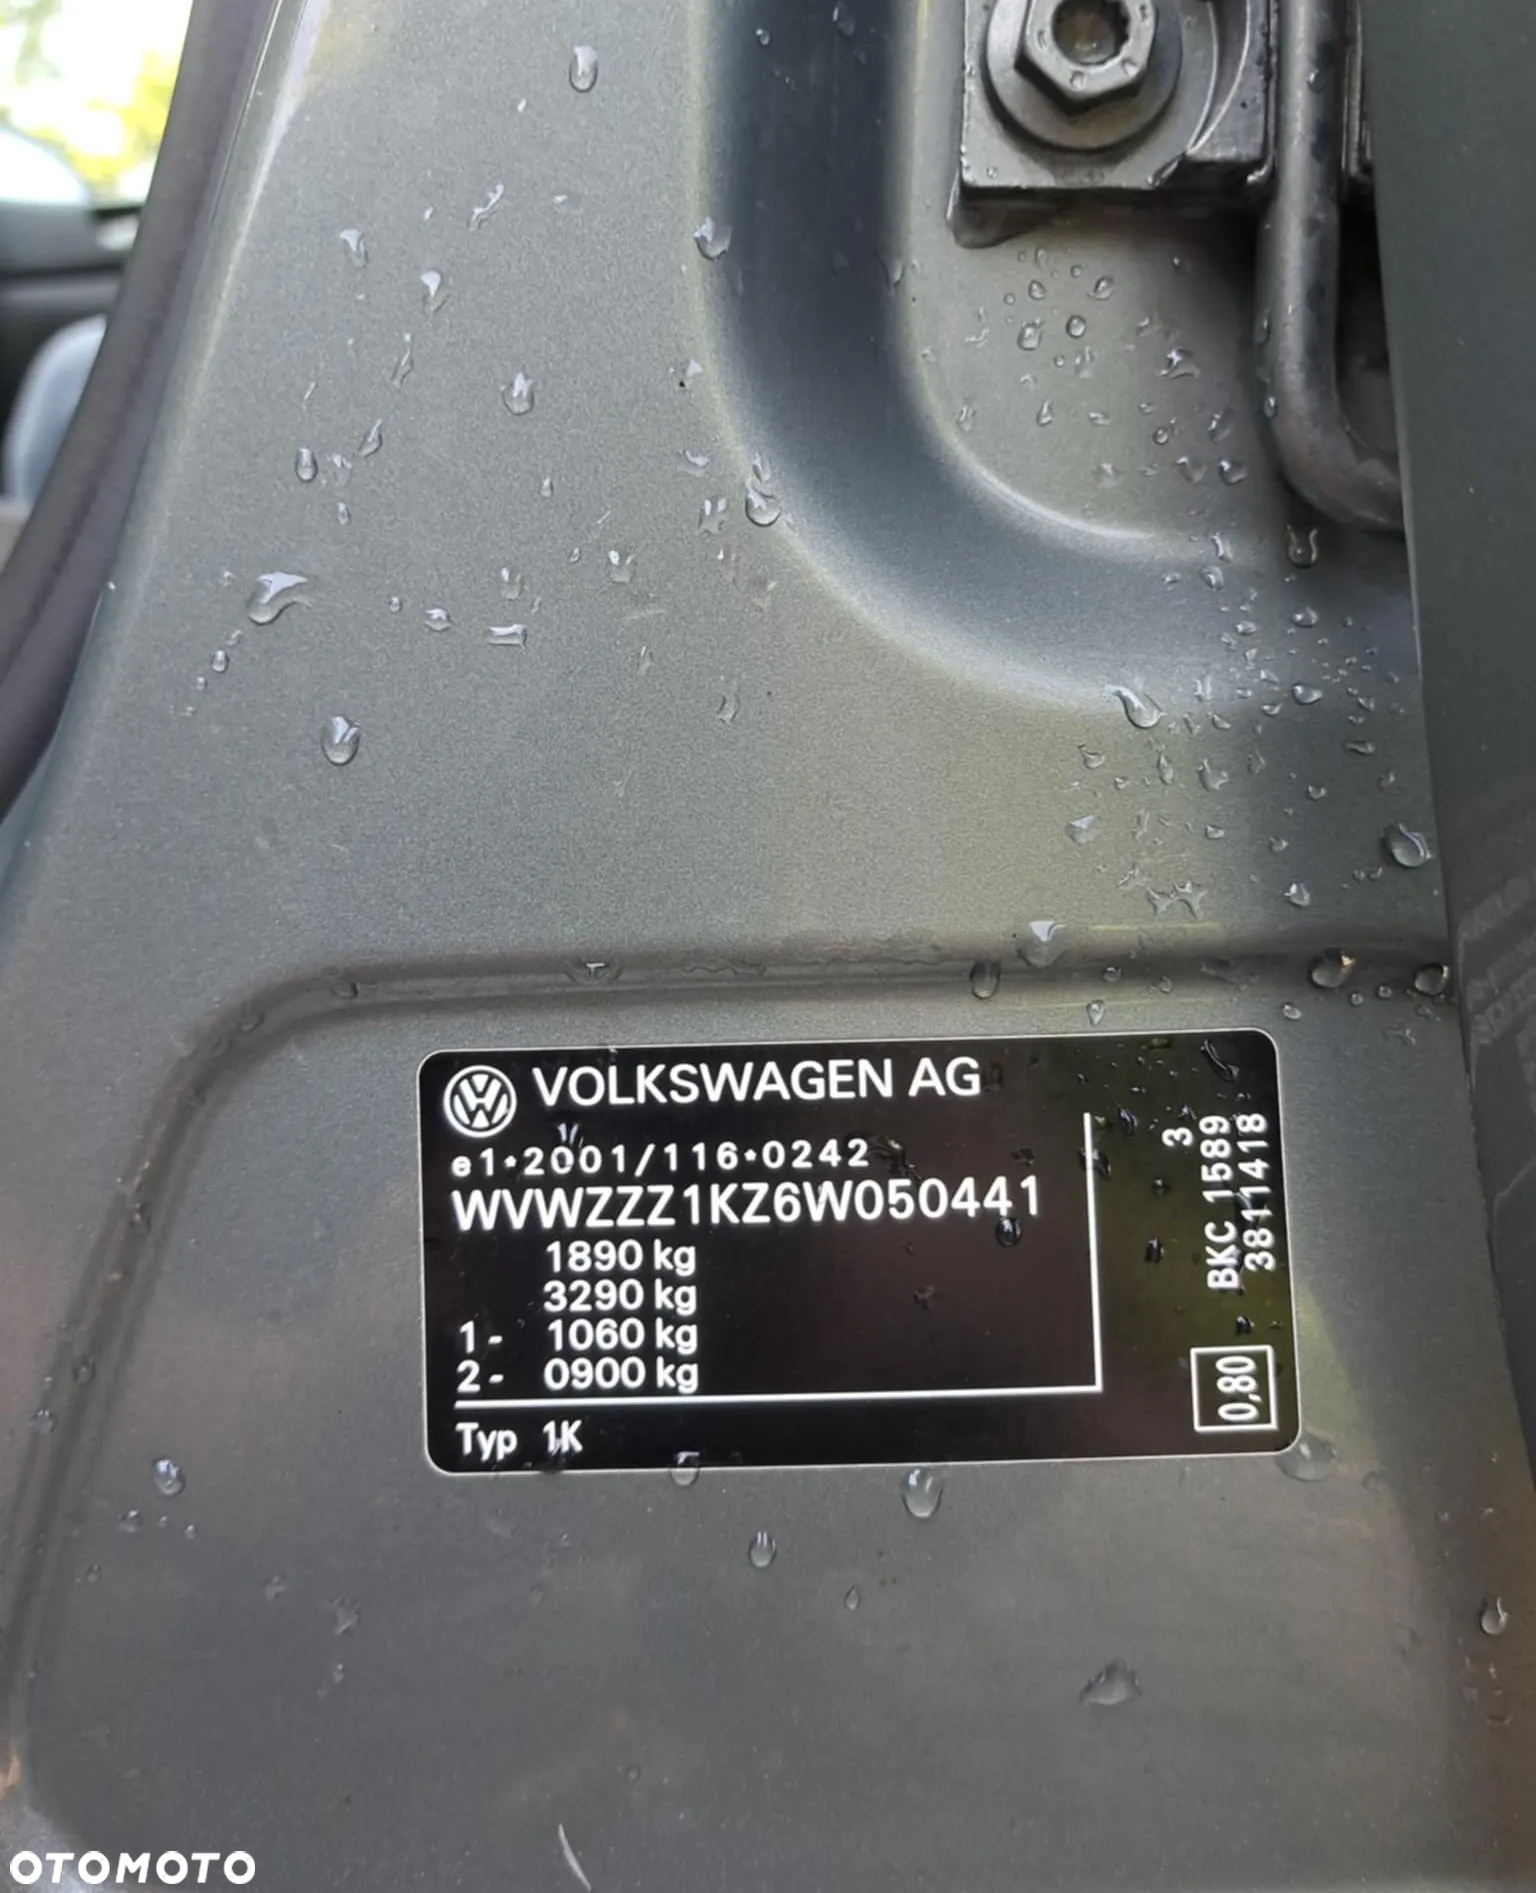 VOLKSWAGEN AG
e1*2001/116*0242
WVWZZZ1KZ6W050441
1890 kg
3290 kg
1- 1060 kg
2- 0900 kg
Typ 1K
3
BKC 1589
3811418
0,80
OTOMOTO